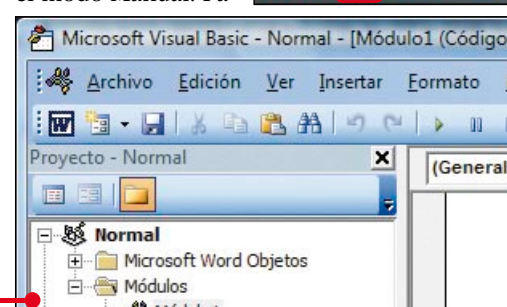 el modo Manual.
Microsoft Visual Basic - Normal - [Módulo1 (Código
Archivo Edición Ver Insertar Formato
Proyecto - Normal
(General
Normal
Microsoft Word Objetos
Módulos